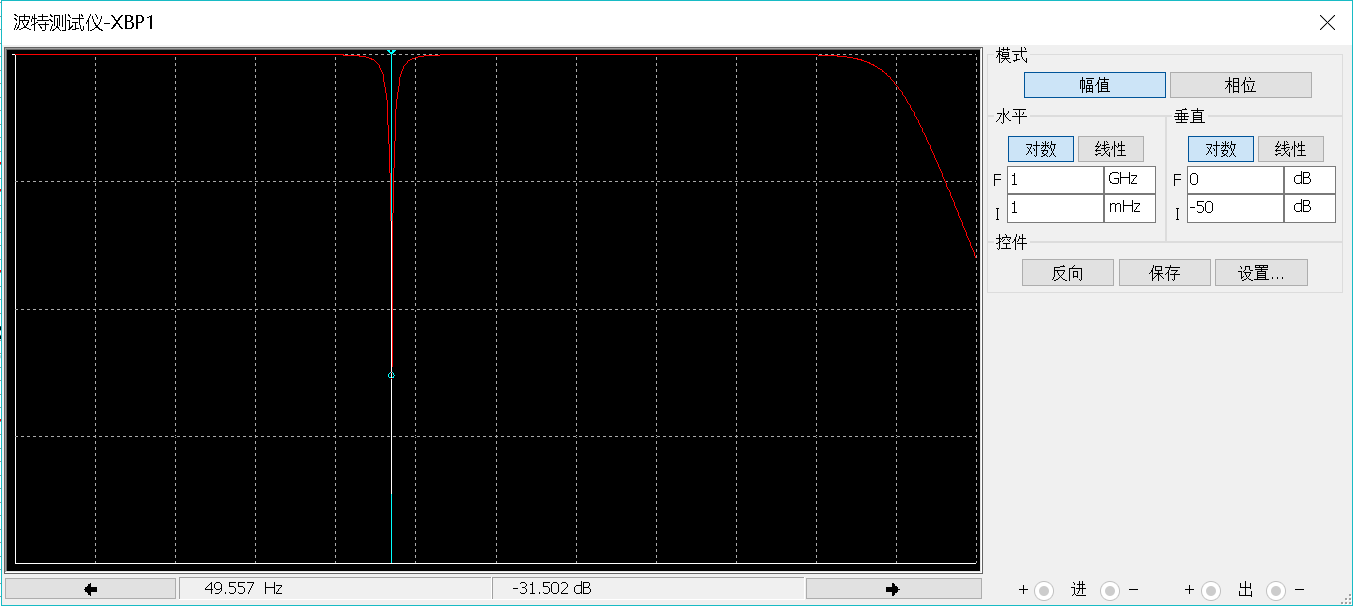 波特测试仪-XBP1
模式
幅值 相位
水平 垂直
对数 线性 对数 线性
F 1 GHz F 0 dB
I 1 mHz I -50 dB
控件
反向 保存 设置...
49.557 Hz -31.502 dB + 进 − + 出 −